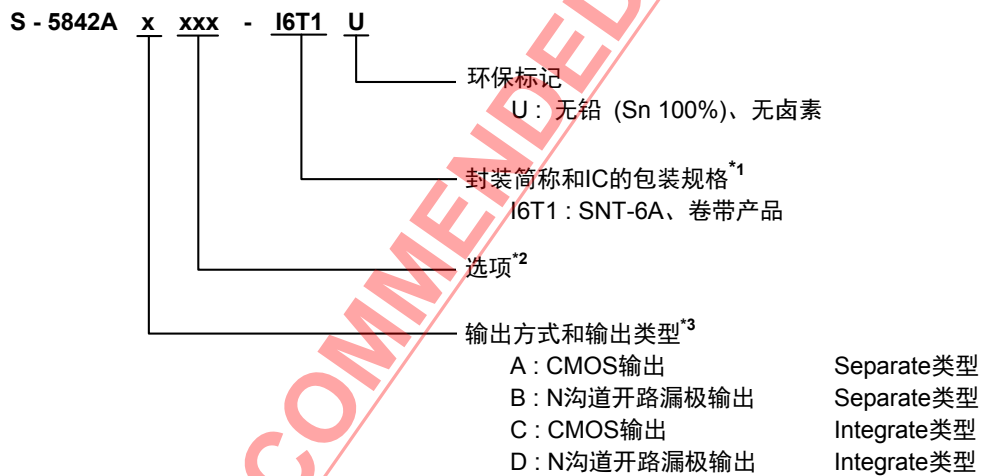 S - 5842A x xxx - I6T1 U
环保标记
U : 无铅 (Sn 100%)、无卤素
封装简称和IC的包装规格*1
I6T1 : SNT-6A、卷带产品
选项*2
输出方式和输出类型*3
A : CMOS输出 Separate类型
B : N沟道开路漏极输出 Separate类型
C : CMOS输出 Integrate类型
D : N沟道开路漏极输出 Integrate类型
COMMENDED